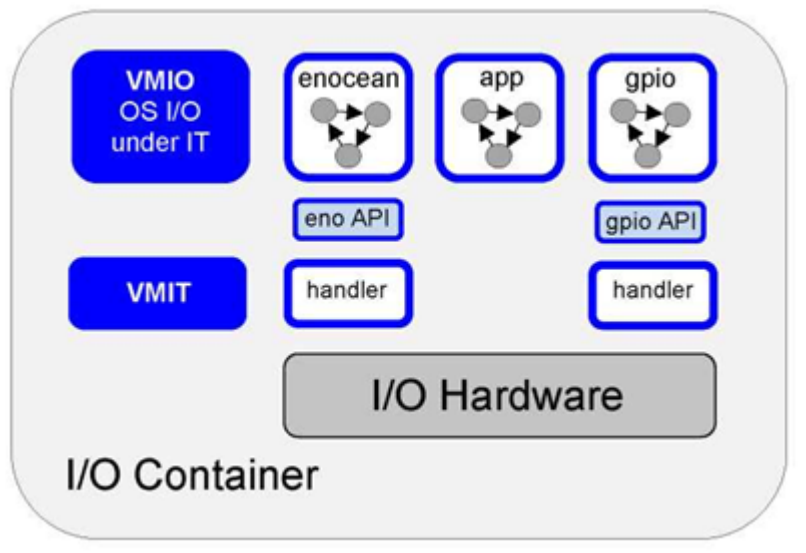 VMIO
OS I/O
under IT
enocean
app
gpio
eno API
gpio API
VMIT
handler
handler
I/O Hardware
I/O Container